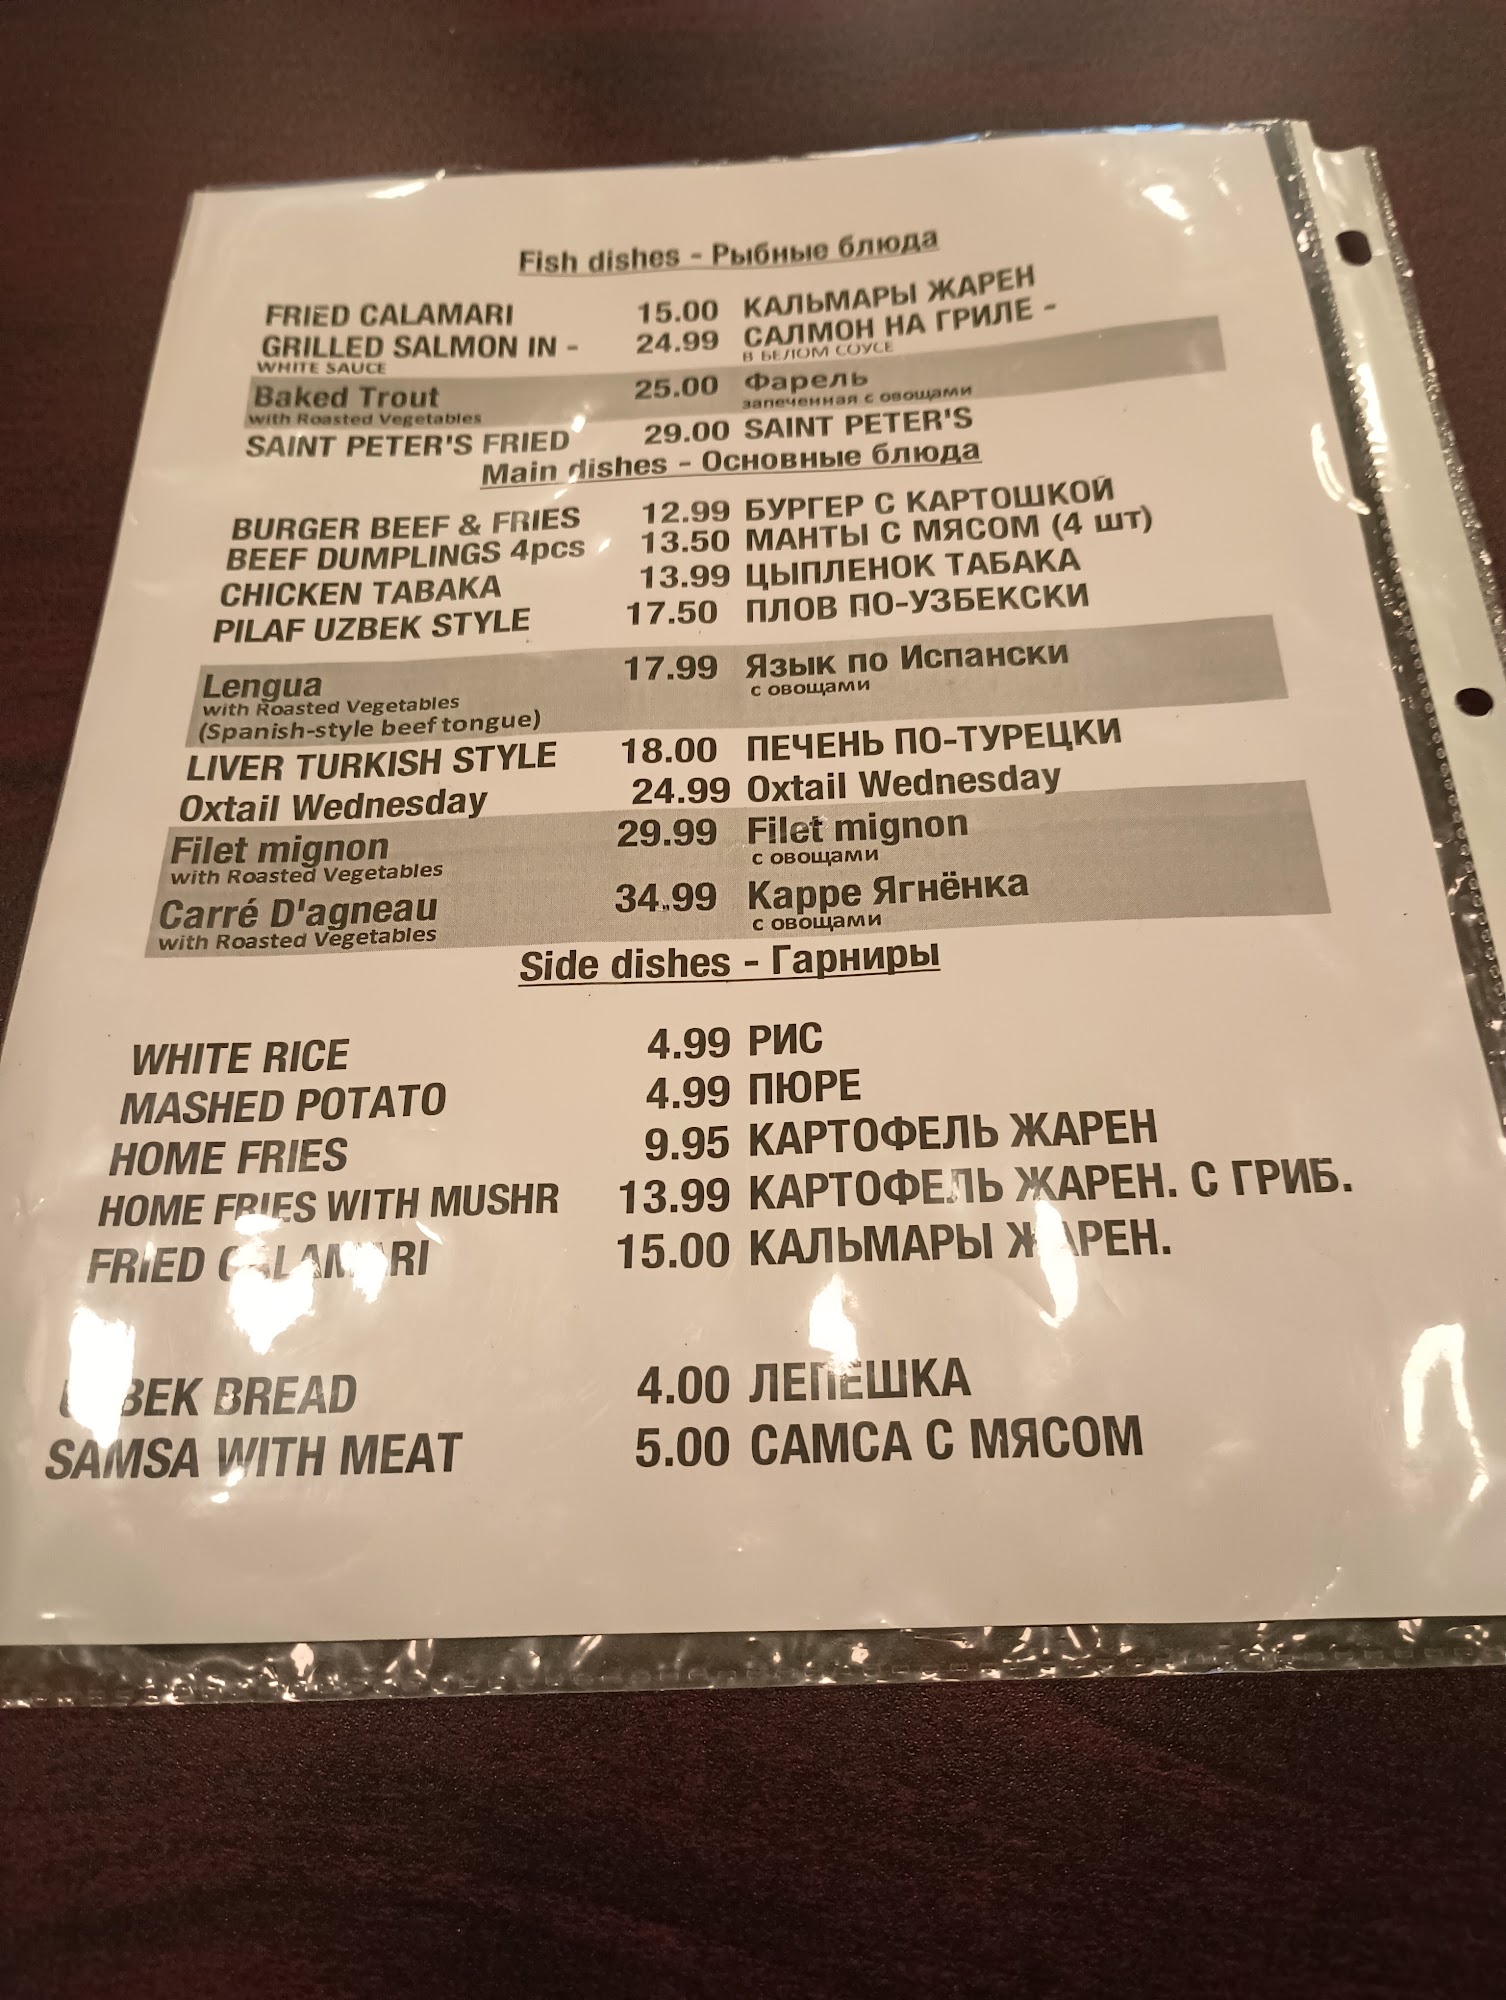 Fish dishes - Рыбные блюда
FRIED CALAMARI 15.00 КАЛЬМАРЫ ЖАРЕН
GRILLED SALMON IN - 24.99 САЛМОН НА ГРИЛЕ -
WHITE SAUCE В БЕЛОМ СОУСЕ
Baked Trout 25.00 Фарель
with Roasted Vegetables запеченная с овощами
SAINT PETER'S FRIED 29.00 SAINT PETER'S
Main dishes - Основные блюда
BURGER BEEF & FRIES 12.99 БУРГЕР С КАРТОШКОЙ
BEEF DUMPLINGS 4pcs 13.50 МАНТЫ С МЯСОМ (4 шт)
CHICKEN TABAKA 13.99 ЦЫПЛЕНОК ТАБАКА
PILAF UZBEK STYLE 17.50 ПЛОВ ПО-УЗБЕКСКИ
Lengua 17.99 Язык по Испански
with Roasted Vegetables с овощами
(Spanish-style beef tongue)
LIVER TURKISH STYLE 18.00 ПЕЧЕНЬ ПО-ТУРЕЦКИ
Oxtail Wednesday 24.99 Oxtail Wednesday
Filet mignon 29.99 Filet mignon
with Roasted Vegetables с овощами
Carré D'agneau 34.99 Карре Ягнёнка
with Roasted Vegetables с овощами
Side dishes - Гарниры
WHITE RICE 4.99 РИС
MASHED POTATO 4.99 ПЮРЕ
HOME FRIES 9.95 КАРТОФЕЛЬ ЖАРЕН
HOME FRIES WITH MUSHR 13.99 КАРТОФЕЛЬ ЖАРЕН. С ГРИБ.
FRIED CALAMARI 15.00 КАЛЬМАРЫ ЖАРЕН.
UZBEK BREAD 4.00 ЛЕПЕШКА
SAMSA WITH MEAT 5.00 САМСА С МЯСОМ